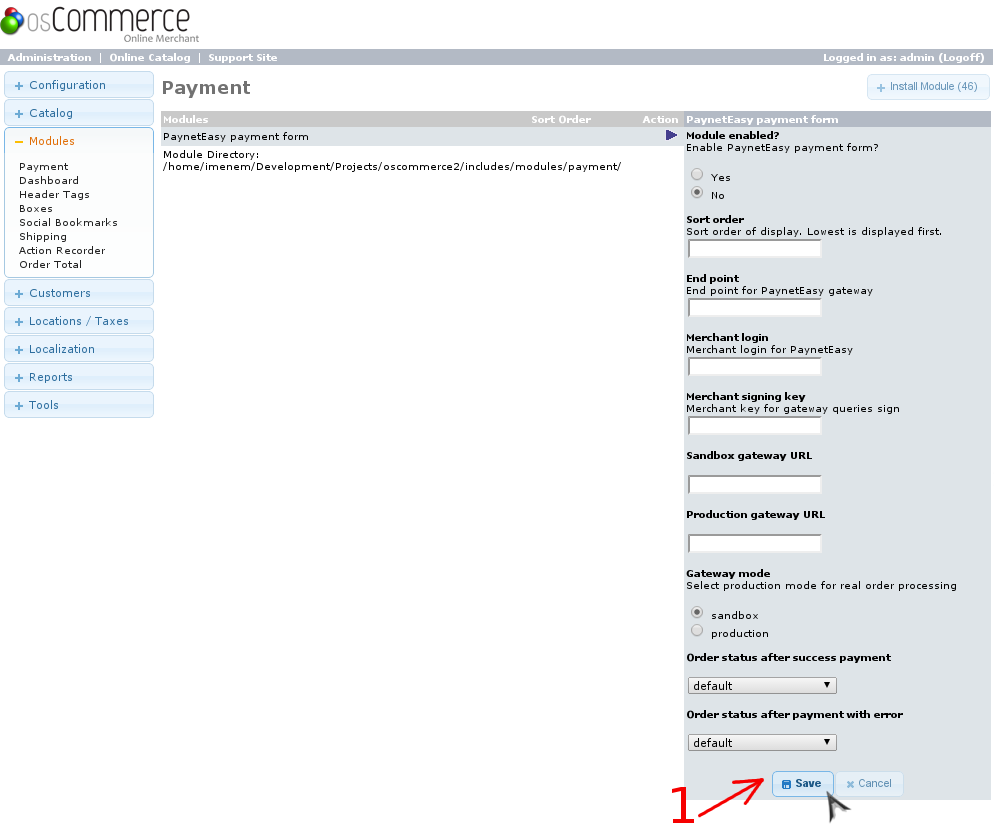 osCommerce
Online Merchant
Administration | Online Catalog | Support Site
Logged in as: admin (Logoff)
+ Configuration
+ Catalog
− Modules
Payment
Dashboard
Header Tags
Boxes
Social Bookmarks
Shipping
Action Recorder
Order Total
+ Customers
+ Locations / Taxes
+ Localization
+ Reports
+ Tools
Payment
+ Install Module (46)
Modules Sort Order Action
PaynetEasy payment form
Module Directory:
/home/imenem/Development/Projects/oscommerce2/includes/modules/payment/
PaynetEasy payment form
Module enabled?
Enable PaynetEasy payment form?
Yes
No
Sort order
Sort order of display. Lowest is displayed first.
End point
End point for PaynetEasy gateway
Merchant login
Merchant login for PaynetEasy
Merchant signing key
Merchant key for gateway queries sign
Sandbox gateway URL
Production gateway URL
Gateway mode
Select production mode for real order processing
sandbox
production
Order status after success payment
default
Order status after payment with error
default
1
Save Cancel